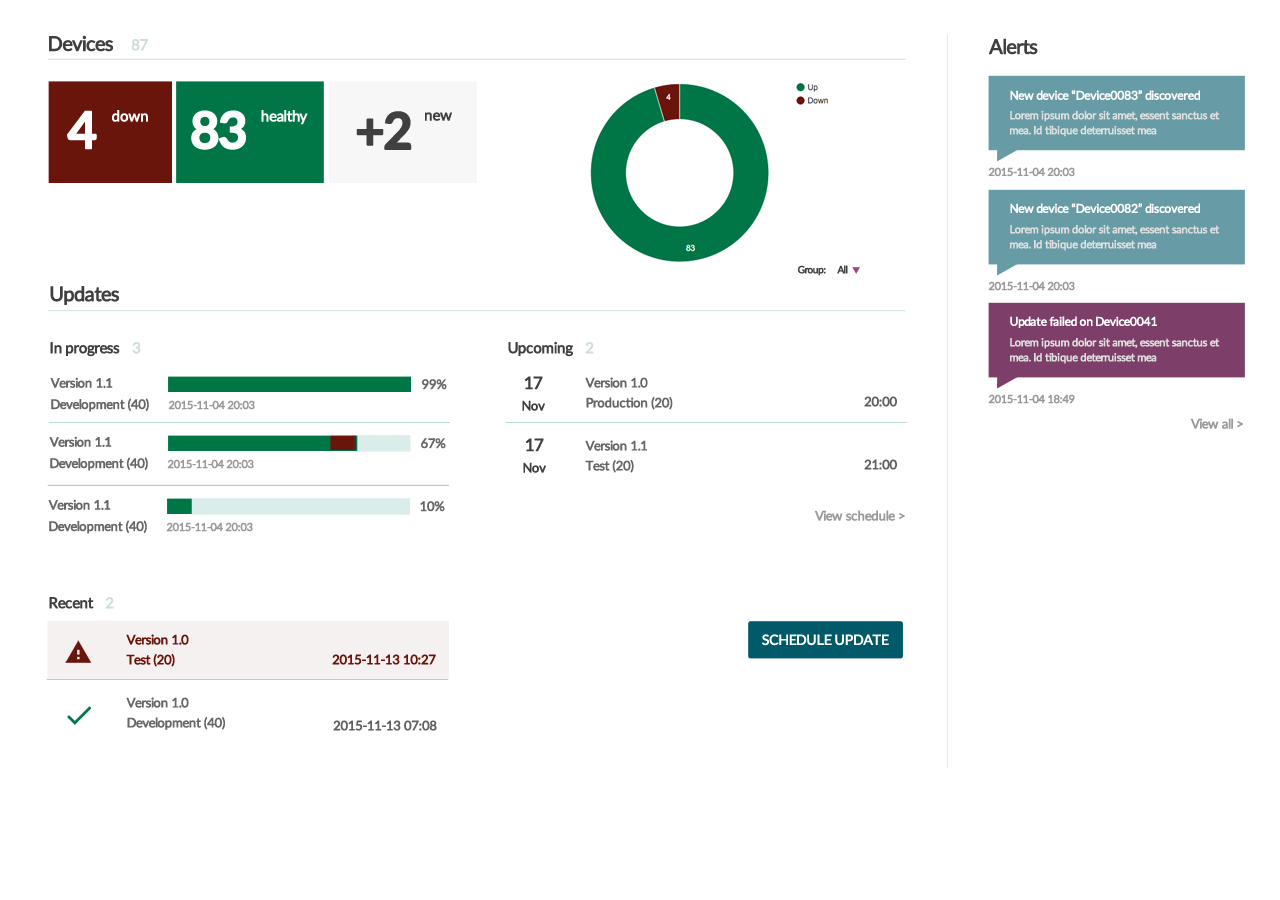 Devices 87
4 down
83 healthy
+2 new
4
83
Up
Down
Group: All
Updates
In progress 3
Version 1.1
Development (40)
99%
2015-11-04 20:03
Version 1.1
Development (40)
67%
2015-11-04 20:03
Version 1.1
Development (40)
10%
2015-11-04 20:03
Upcoming 2
17
Nov
Version 1.0
Production (20)
20:00
17
Nov
Version 1.1
Test (20)
21:00
View schedule >
Recent 2
Version 1.0
Test (20)
2015-11-13 10:27
Version 1.0
Development (40)
2015-11-13 07:08
SCHEDULE UPDATE
Alerts
New device “Device0083” discovered
Lorem ipsum dolor sit amet, essent sanctus et
mea. Id tibique deterruisset mea
2015-11-04 20:03
New device “Device0082” discovered
Lorem ipsum dolor sit amet, essent sanctus et
mea. Id tibique deterruisset mea
2015-11-04 20:03
Update failed on Device0041
Lorem ipsum dolor sit amet, essent sanctus et
mea. Id tibique deterruisset mea
2015-11-04 18:49
View all >